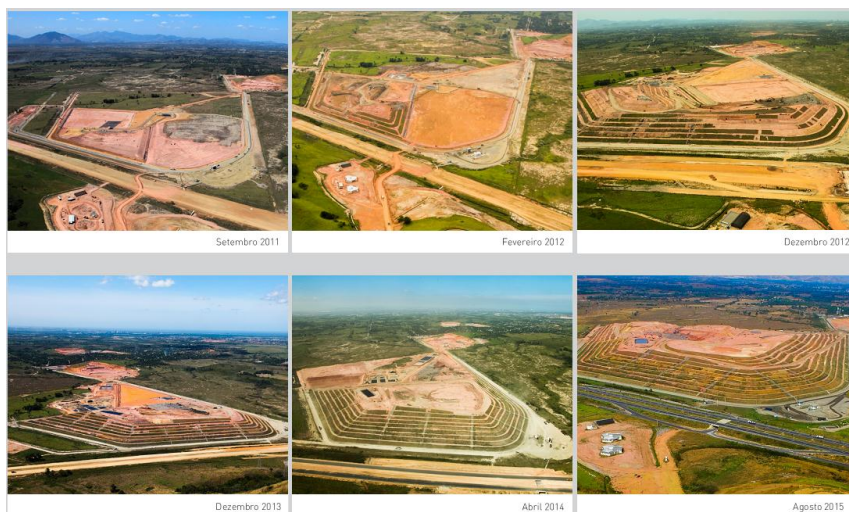 Setembro 2011
Fevereiro 2012
Dezembro 2012
Dezembro 2013
Abril 2014
Agosto 2015